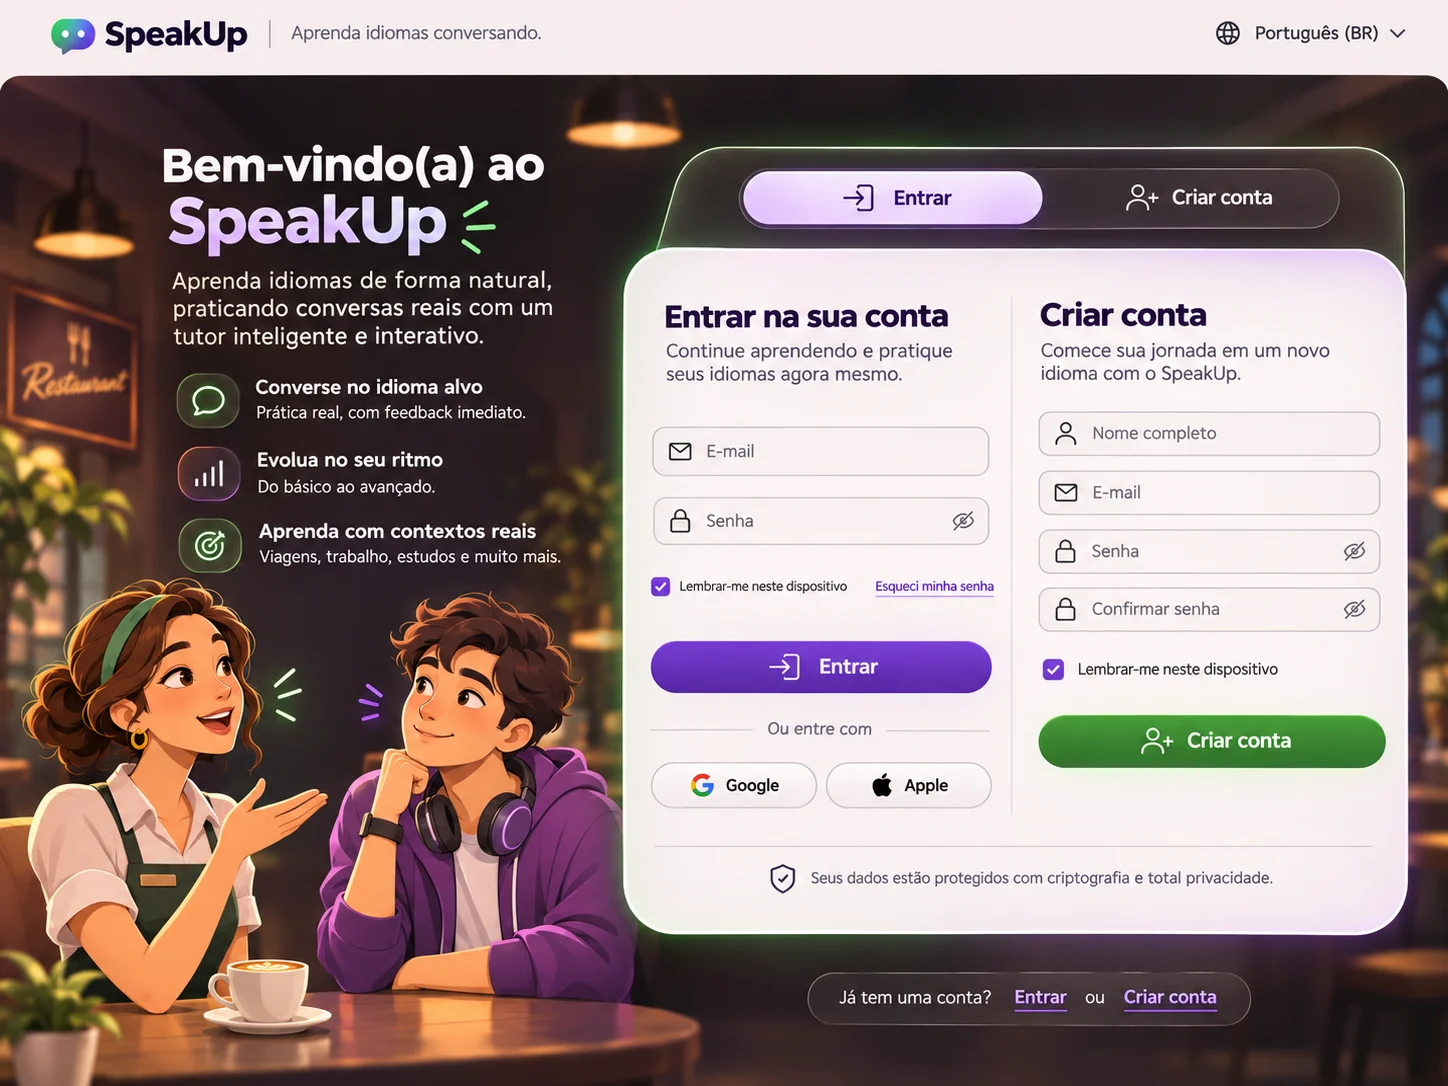 SpeakUp
Aprenda idiomas conversando.
Português (BR)
Bem-vindo(a) ao
SpeakUp
Aprenda idiomas de forma natural,
praticando conversas reais com um
tutor inteligente e interativo.
Converse no idioma alvo
Prática real, com feedback imediato.
Evolua no seu ritmo
Do básico ao avançado.
Aprenda com contextos reais
Viagens, trabalho, estudos e muito mais.
Restaurant
Entrar
Criar conta
Entrar na sua conta
Continue aprendendo e pratique
seus idiomas agora mesmo.
E-mail
Senha
Lembrar-me neste dispositivo
Esqueci minha senha
Entrar
Ou entre com
Google
Apple
Criar conta
Comece sua jornada em um novo
idioma com o SpeakUp.
Nome completo
E-mail
Senha
Confirmar senha
Lembrar-me neste dispositivo
Criar conta
Seus dados estão protegidos com criptografia e total privacidade.
Já tem uma conta? Entrar ou Criar conta